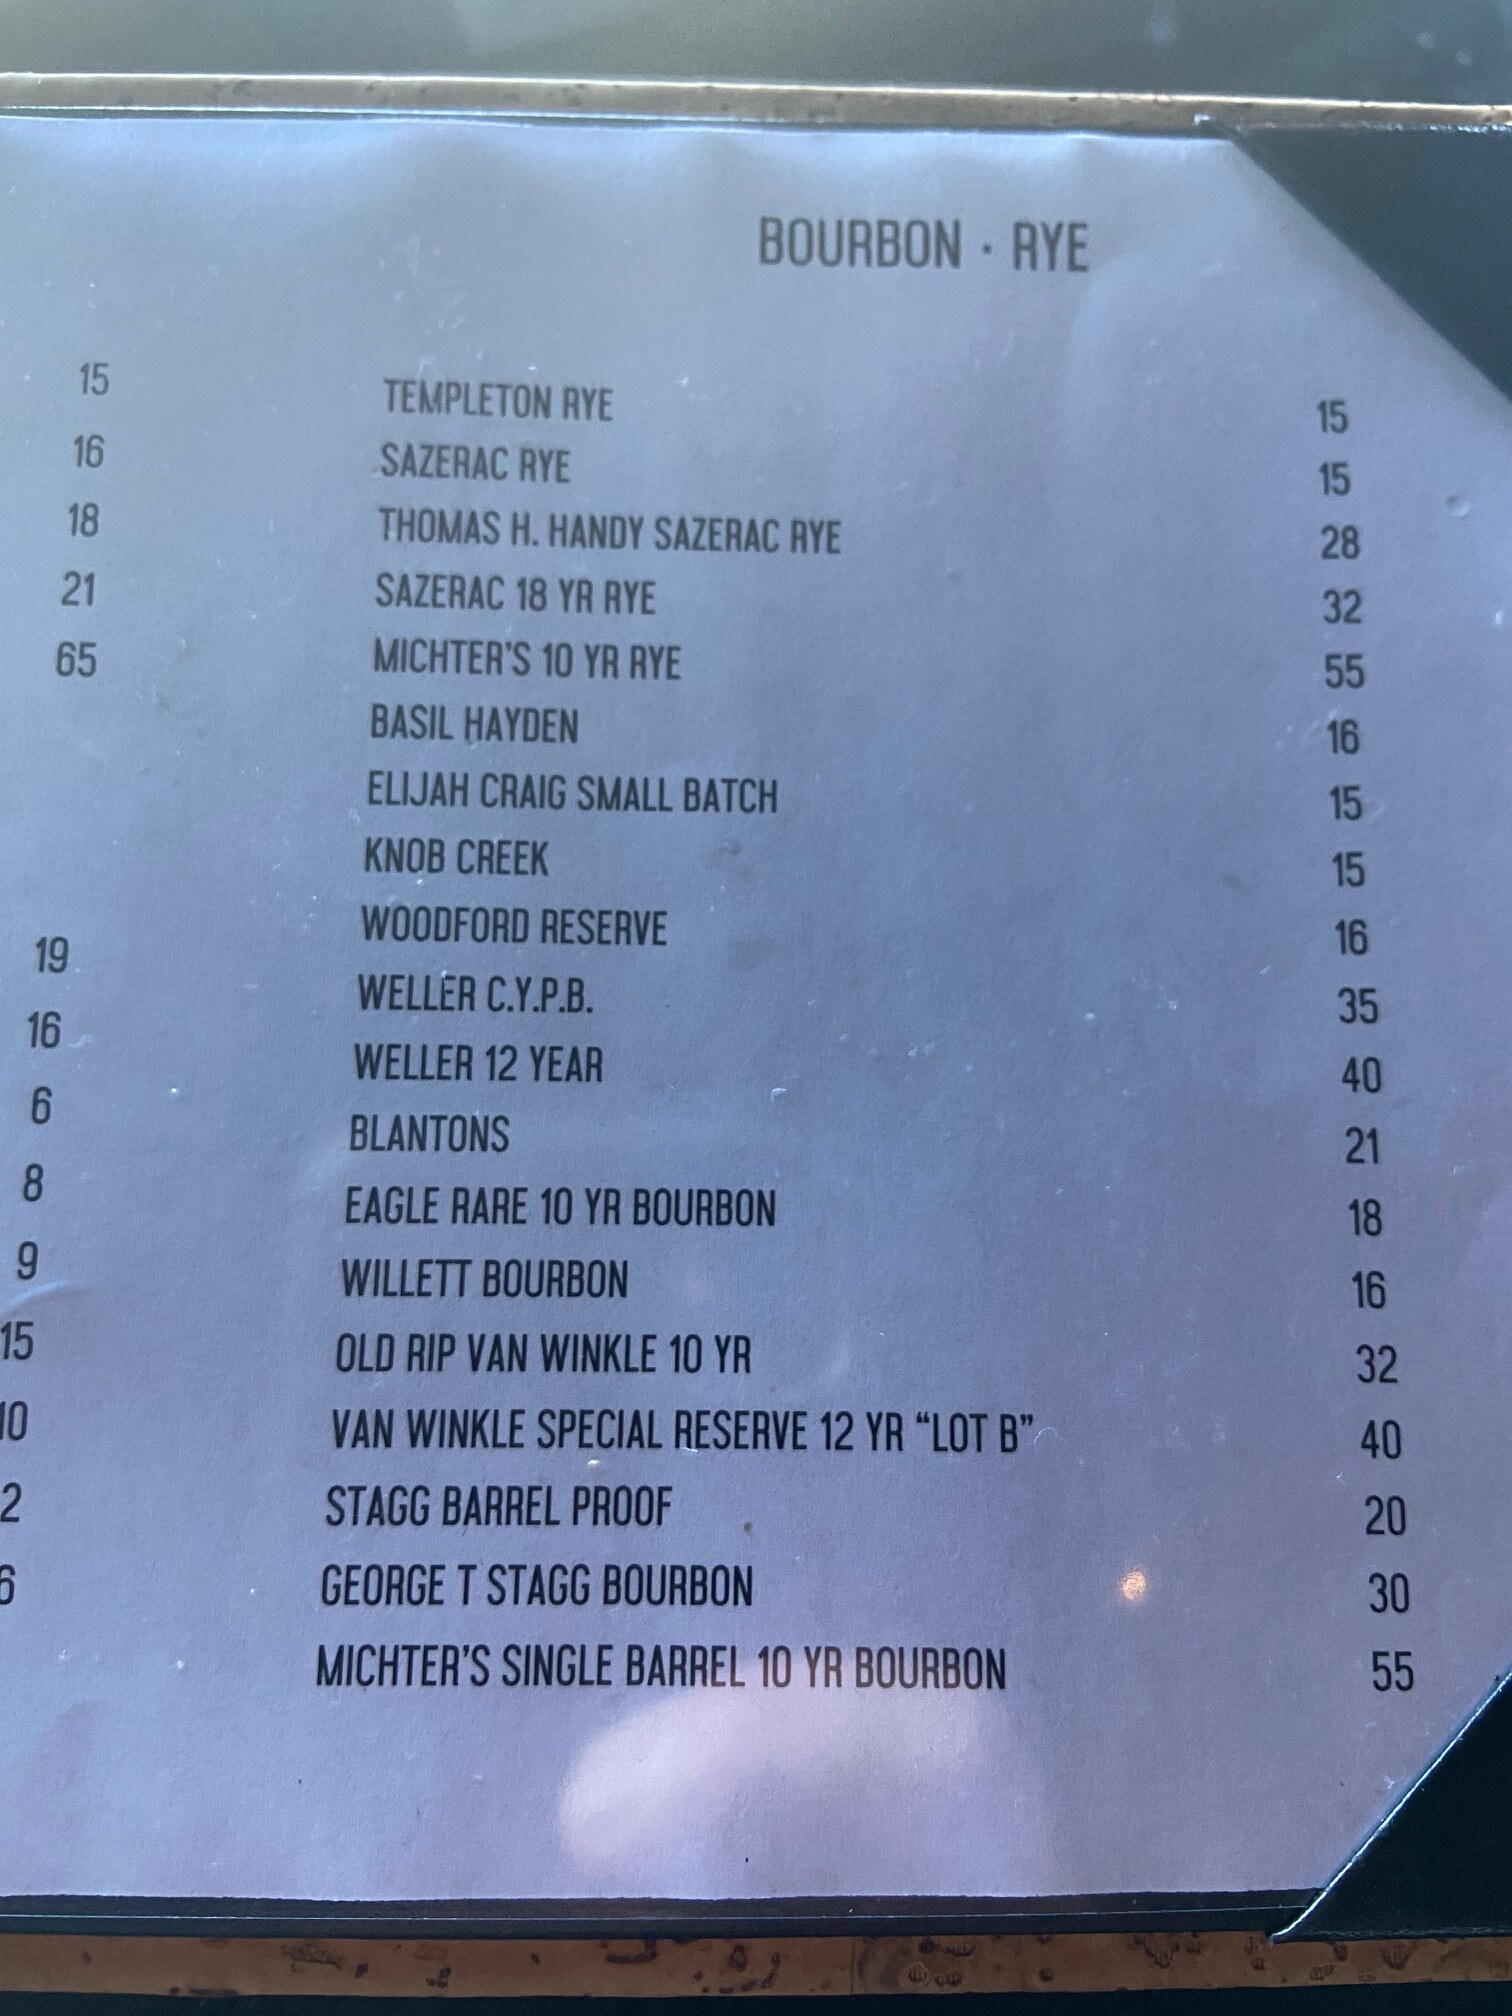 BOURBON · RYE
15
16
18
21
65
19
16
6
8
9
15
10
2
6
TEMPLETON RYE 15
SAZERAC RYE 15
THOMAS H. HANDY SAZERAC RYE 28
SAZERAC 18 YR RYE 32
MICHTER'S 10 YR RYE 55
BASIL HAYDEN 16
ELIJAH CRAIG SMALL BATCH 15
KNOB CREEK 15
WOODFORD RESERVE 16
WELLER C.Y.P.B. 35
WELLER 12 YEAR 40
BLANTONS 21
EAGLE RARE 10 YR BOURBON 18
WILLETT BOURBON 16
OLD RIP VAN WINKLE 10 YR 32
VAN WINKLE SPECIAL RESERVE 12 YR “LOT B” 40
STAGG BARREL PROOF 20
GEORGE T STAGG BOURBON 30
MICHTER'S SINGLE BARREL 10 YR BOURBON 55